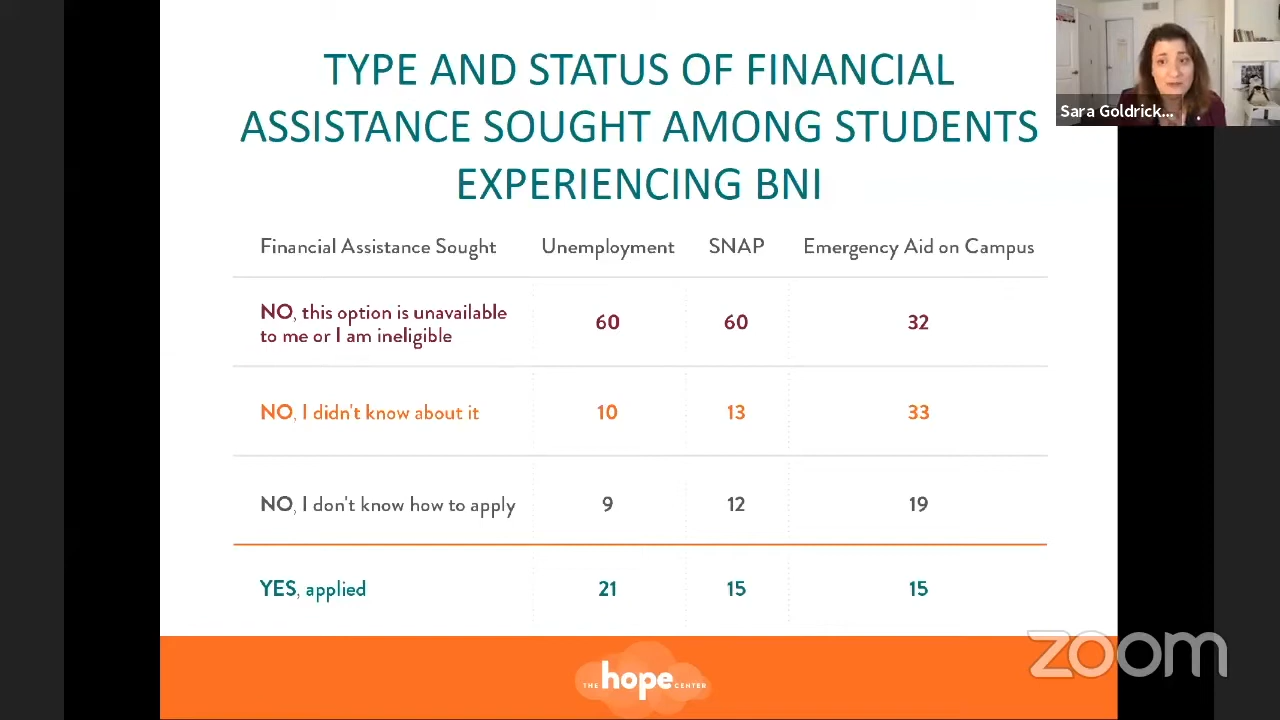 TYPE AND STATUS OF FINANCIAL
ASSISTANCE SOUGHT AMONG STUDENTS
EXPERIENCING BNI
Sara Goldrick...
Financial Assistance Sought Unemployment SNAP Emergency Aid on Campus
NO, this option is unavailable
to me or I am ineligible 60 60 32
NO, I didn't know about it 10 13 33
NO, I don't know how to apply 9 12 19
YES, applied 21 15 15
THE hope CENTER
zoom